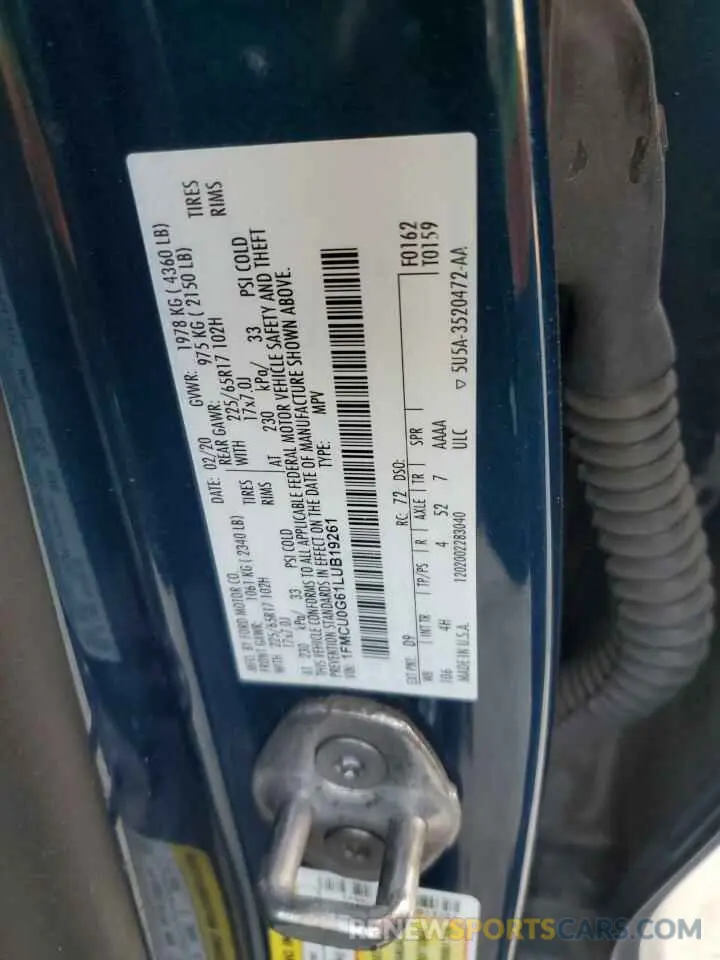 MFD. BY FORD MOTOR CO.
DATE: 02/20
GVWR: 1978 KG ( 4360 LB)
FRONT GAWR: 1061 KG ( 2340 LB)
REAR GAWR: 975 KG ( 2150 LB)
WITH 225/65R17 102H TIRES
WITH 225/65R17 102H TIRES
17x7.0J RIMS
17x7.0J RIMS
AT 230 kPa/ 33 PSI COLD
AT 230 kPa/ 33 PSI COLD
THIS VEHICLE CONFORMS TO ALL APPLICABLE FEDERAL MOTOR VEHICLE SAFETY AND THEFT
PREVENTION STANDARDS IN EFFECT ON THE DATE OF MANUFACTURE SHOWN ABOVE.
VIN: 1FMCU0G61LUB19261
TYPE: MPV
F0162
T0159
EXT PNT: D9 RC: 72 DSO:
WB INT TR TP/PS R AXLE TR SPR
106 4H 4 52 7 AAAA
MADE IN U.S.A. 1202002283040 ULC
▽ 5U5A-3520472-AA
RENEWSPORTCARS.COM